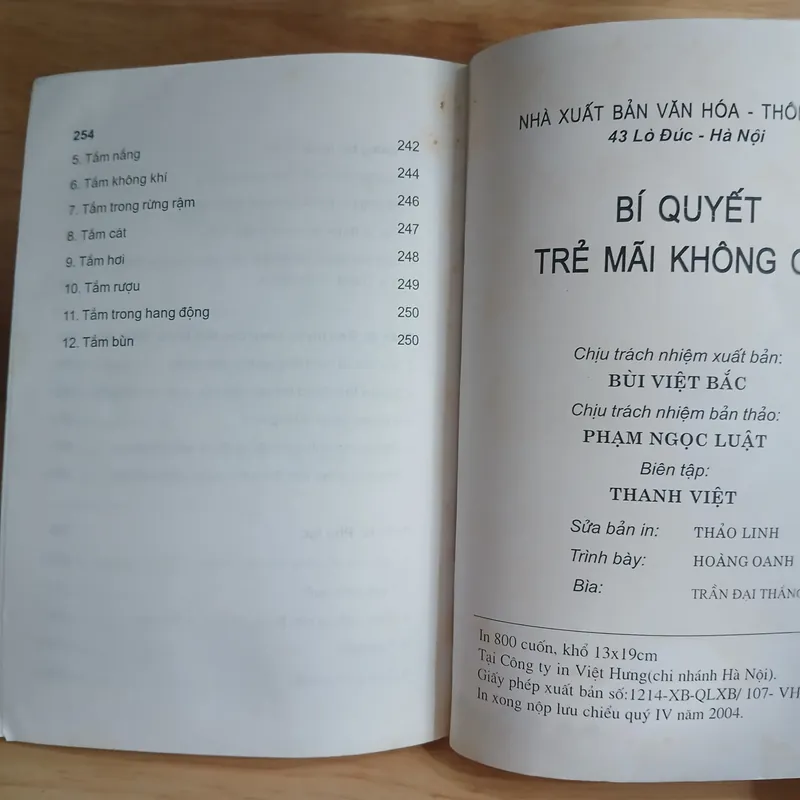 254
5. Tắm nắng 242
6. Tắm không khí 244
7. Tắm trong rừng rậm 246
8. Tắm cát 247
9. Tắm hơi 248
10. Tắm rượu 249
11. Tắm trong hang động 250
12. Tắm bùn 250
NHÀ XUẤT BẢN VĂN HÓA -
43 Lò Đúc - Hà Nội
BÍ QUYẾT
TRẺ MÃI KHÔNG
Chịu trách nhiệm xuất bản:
BÙI VIỆT BẮC
Chịu trách nhiệm bản thảo:
PHẠM NGỌC LUẬT
Biên tập:
THANH VIỆT
Sửa bản in: THẢO LINH
Trình bày: HOÀNG OANH
Bìa: TRẦN ĐẠI THẮNG
In 800 cuốn, khổ 13x19cm
Tại Công ty in Việt Hưng(chi nhánh Hà Nội).
Giấy phép xuất bản số:1214-XB-QLXB/ 107- VH
In xong nộp lưu chiểu quý IV năm 2004.